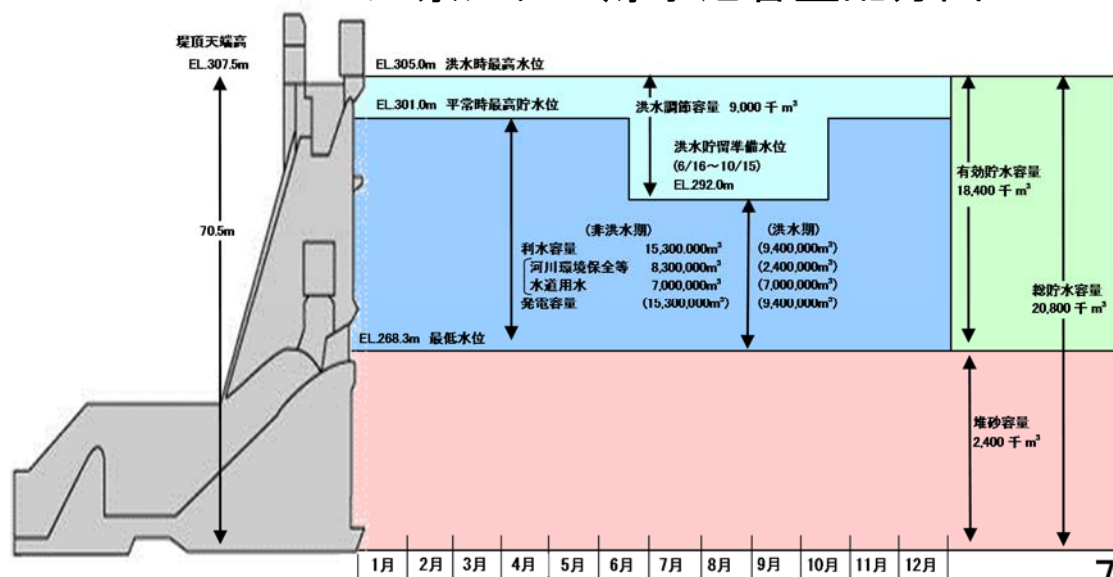 堤頂天端高
EL.307.5m
EL.305.0m 洪水時最高水位
EL.301.0m 平常時最高貯水位
洪水調節容量 9,000 千m³
洪水貯留準備水位
(6/16～10/15)
EL.292.0m
有効貯水容量
18,400 千m³
70.5m
(非洪水期) (洪水期)
利水容量 15,300.000m³ (9,400,000m³)
河川環境保全等 8,300,000m³ (2,400,000m³)
水道用水 7,000,000m³ (7,000,000m³)
発電容量 (15,300,000m³) (9,400,000m³)
総貯水容量
20,800 千m³
EL.268.3m 最低水位
堆砂容量
2,400 千m³
1月 2月 3月 4月 5月 6月 7月 8月 9月 10月 11月 12月